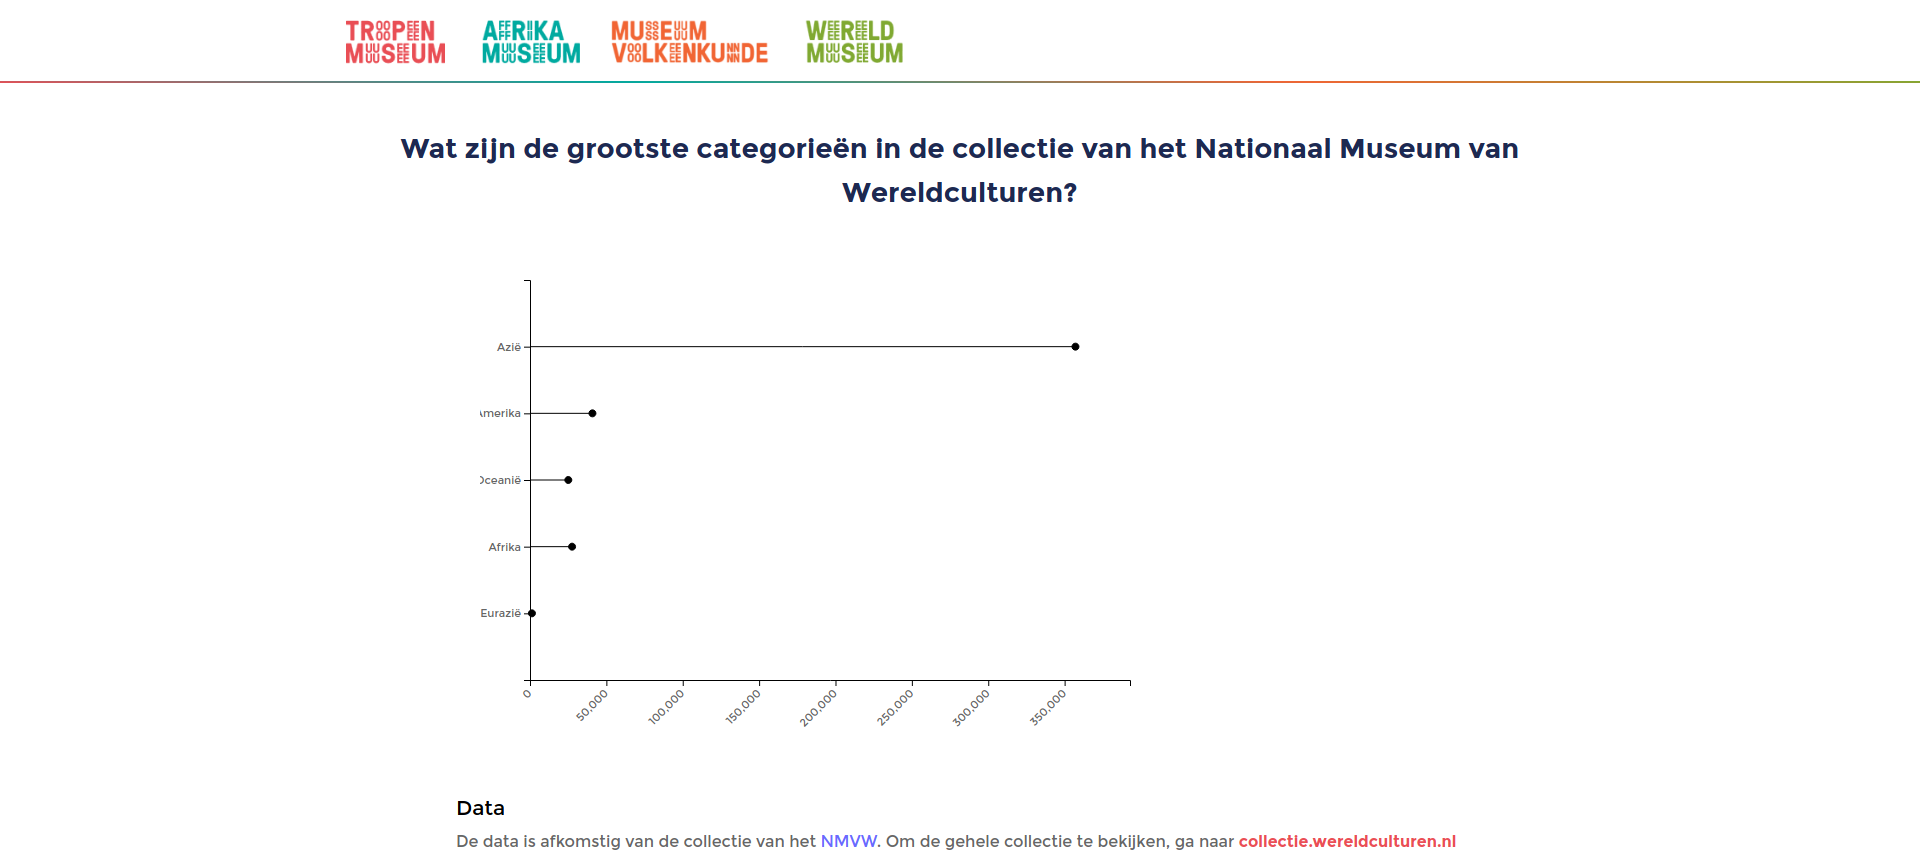 TROPEN MUSEUM
AFRIKA MUSEUM
MUSEUM VOLKENKUNDE
WERELD MUSEUM
Wat zijn de grootste categorieën in de collectie van het Nationaal Museum van
Wereldculturen?
Azië
Amerika
Oceanië
Afrika
Eurazië
0
50,000
100,000
150,000
200,000
250,000
300,000
350,000
Data
De data is afkomstig van de collectie van het NMVW. Om de gehele collectie te bekijken, ga naar collectie.wereldculturen.nl